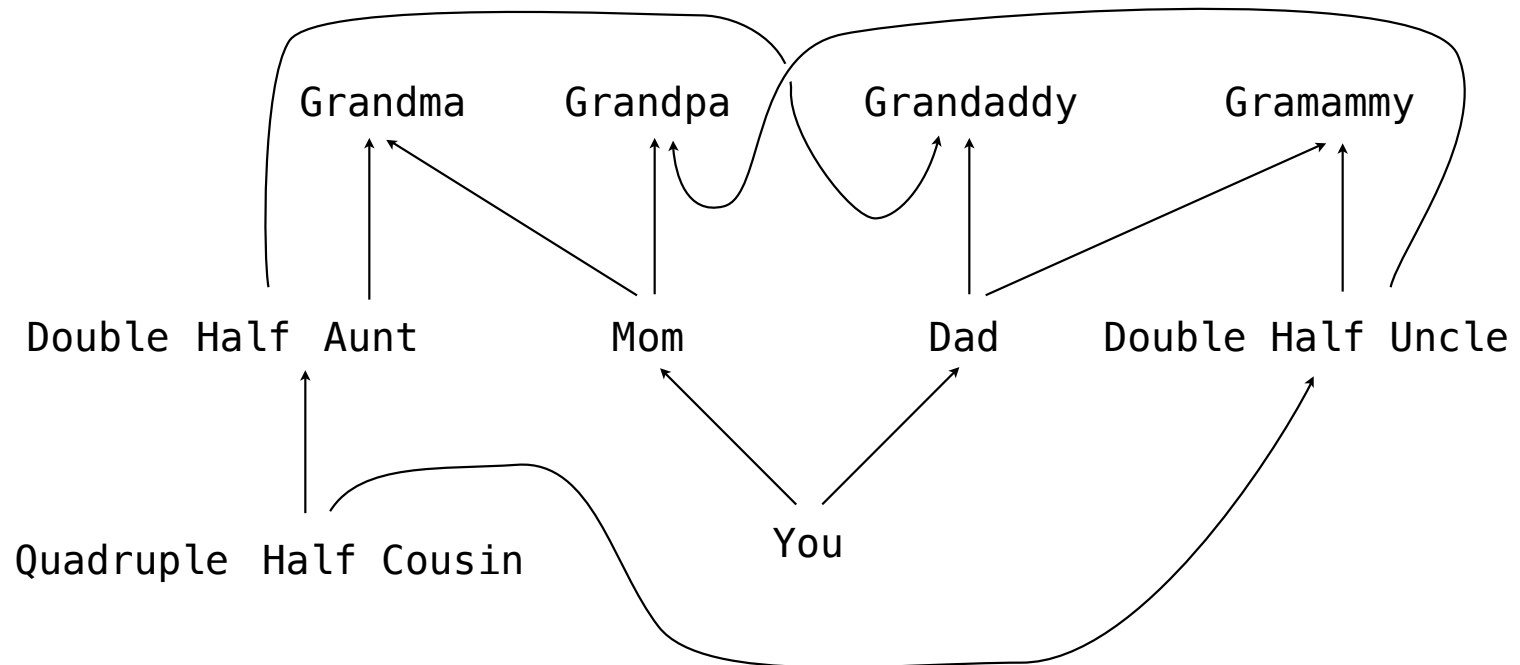 Grandma Grandpa Grandaddy Gramammy
Double Half Aunt Mom Dad Double Half Uncle
You
Quadruple Half Cousin